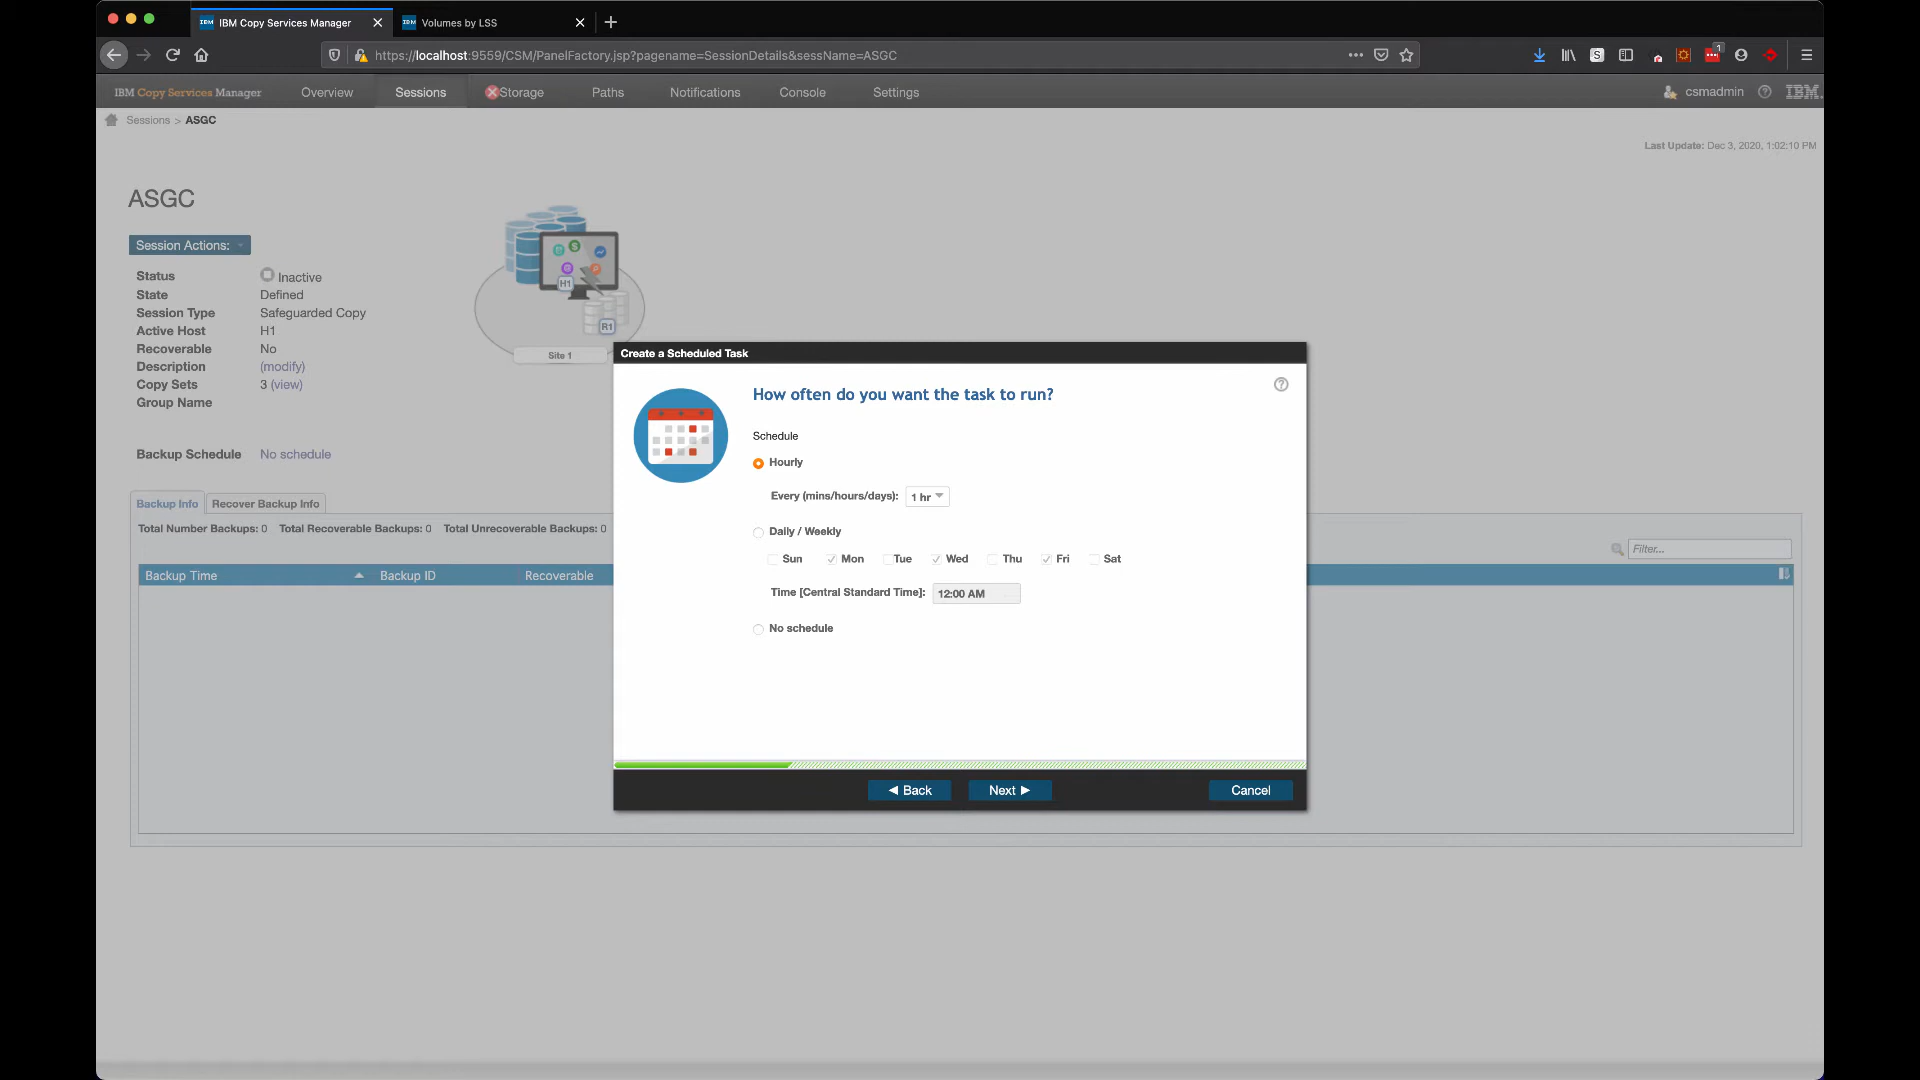 IBM IBM Copy Services Manager
IBM Volumes by LSS
https://localhost:9559/CSM/PanelFactory.jsp?pagename=SessionDetails&sessName=ASGC
S
1
IBM Copy Services Manager
Overview
Sessions
Storage
Paths
Notifications
Console
Settings
csmadmin
IBM.
Sessions > ASGC
Last Update: Dec 3, 2020, 1:02:10 PM
ASGC
Session Actions:
Status Inactive
State Defined
Session Type Safeguarded Copy
Active Host H1
Recoverable No
Description (modify)
Copy Sets 3 (view)
Group Name
Backup Schedule No schedule
H1
R1
Site 1
Backup Info
Recover Backup Info
Total Number Backups: 0 Total Recoverable Backups: 0 Total Unrecoverable Backups: 0
Filter...
Backup Time
Backup ID
Recoverable
Create a Scheduled Task
How often do you want the task to run?
?
Schedule
Hourly
Every (mins/hours/days): 1 hr
Daily / Weekly
Sun Mon Tue Wed Thu Fri Sat
Time [Central Standard Time]: 12:00 AM
No schedule
Back
Next
Cancel